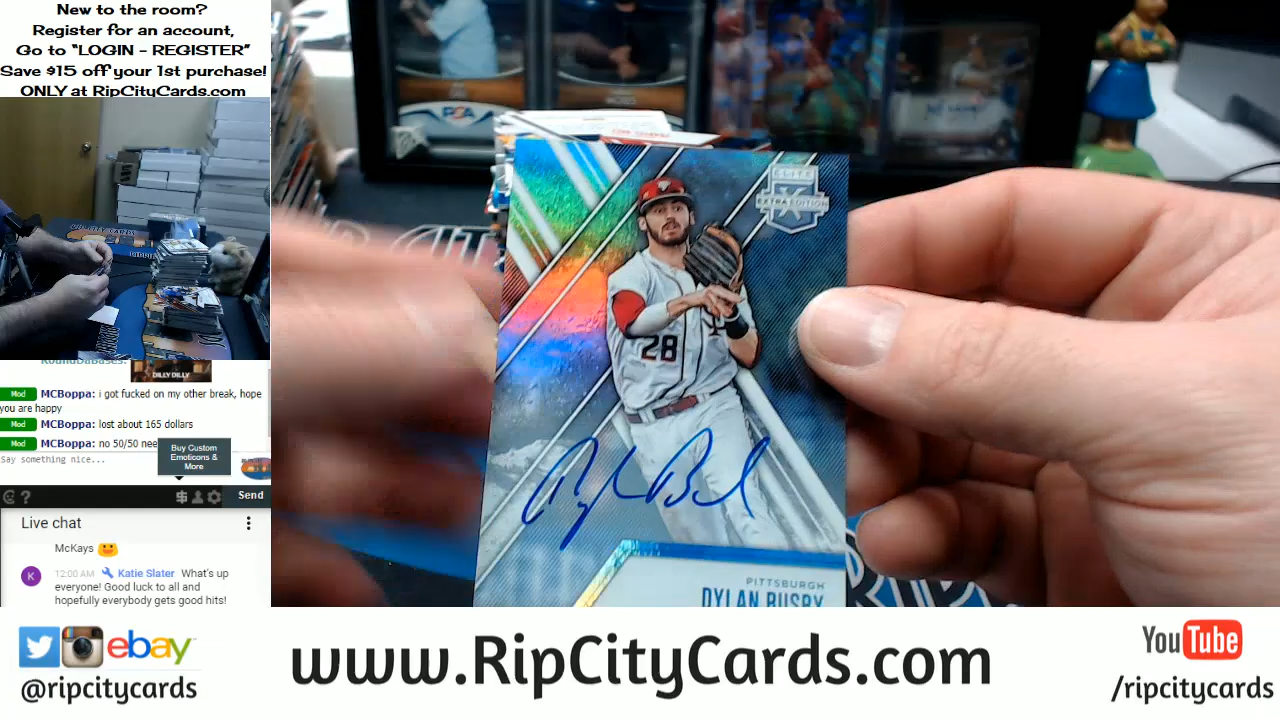 New to the room?
Register for an account,
Go to "LOGIN - REGISTER"
Save $15 off your 1st purchase!
ONLY at RipCityCards.com
DILLY DILLY
Mod MCBoppa: i got fucked on my other break, hope
you are happy
Mod MCBoppa: lost about 165 dollars
Mod MCBoppa: no 50/50
Say something nice...
Buy Custom
Emoticons &
More
Send
Live chat
McKays
K 12:00 AM Katie Slater What's up
everyone! Good luck to all and
hopefully everybody gets good hits!
PSA
ELITE
EXTRA EDITION
28
PITTSBURGH
DYLAN BUSBY
ebay
@ripcitycards
www.RipCityCards.com
YouTube
/ripcitycards